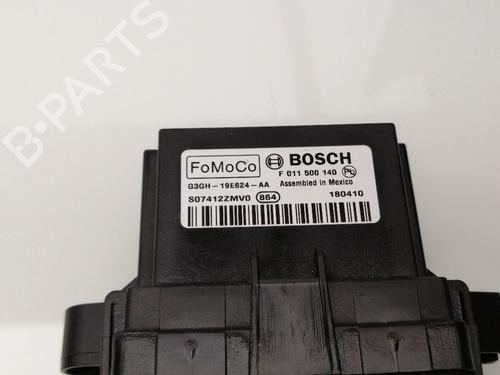 B-PARTS
FoMoCo
BOSCH
F 011 500 140
G3GH-19E624-AA
Assembled in Mexico
S07412ZMV0 864
180410